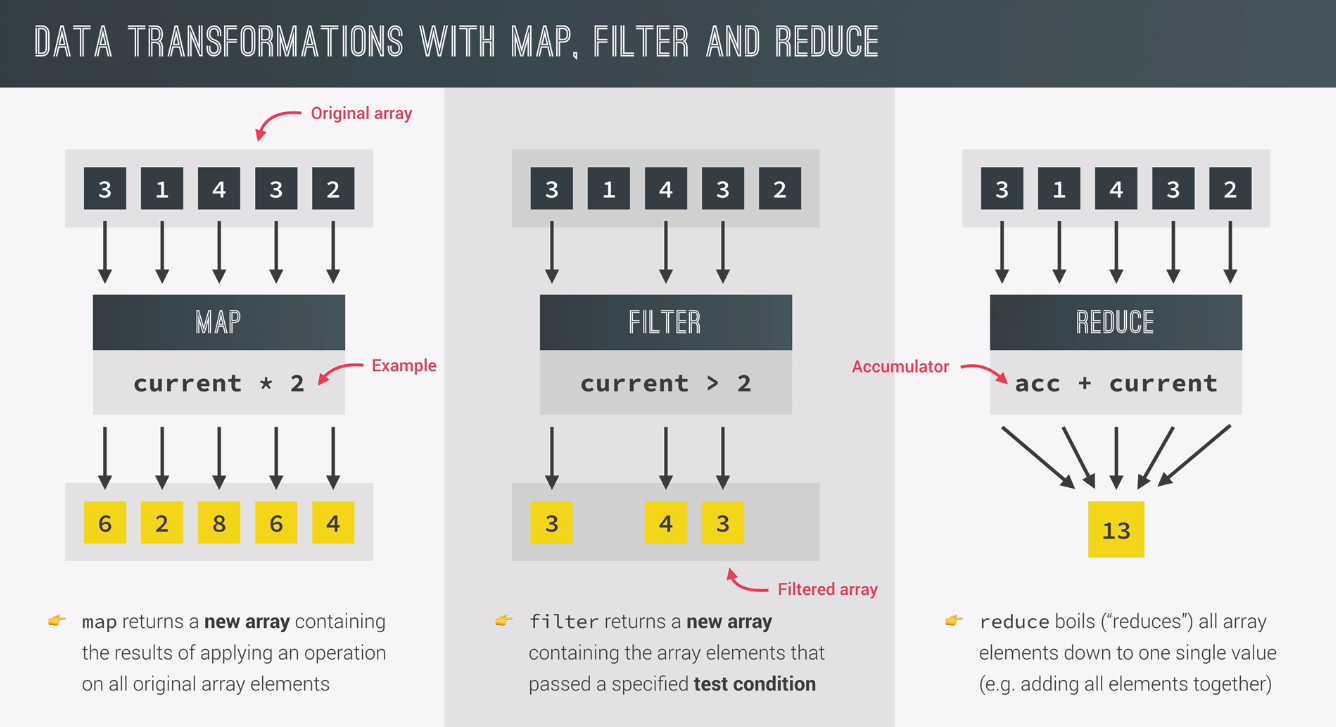 DATA TRANSFORMATIONS WITH MAP, FILTER AND REDUCE
Original array
3 1 4 3 2
MAP
current * 2
Example
6 2 8 6 4
👉 map returns a new array containing
the results of applying an operation
on all original array elements
3 1 4 3 2
FILTER
current > 2
3 4 3
Filtered array
👉 filter returns a new array
containing the array elements that
passed a specified test condition
3 1 4 3 2
REDUCE
Accumulator
acc + current
13
👉 reduce boils (“reduces”) all array
elements down to one single value
(e.g. adding all elements together)